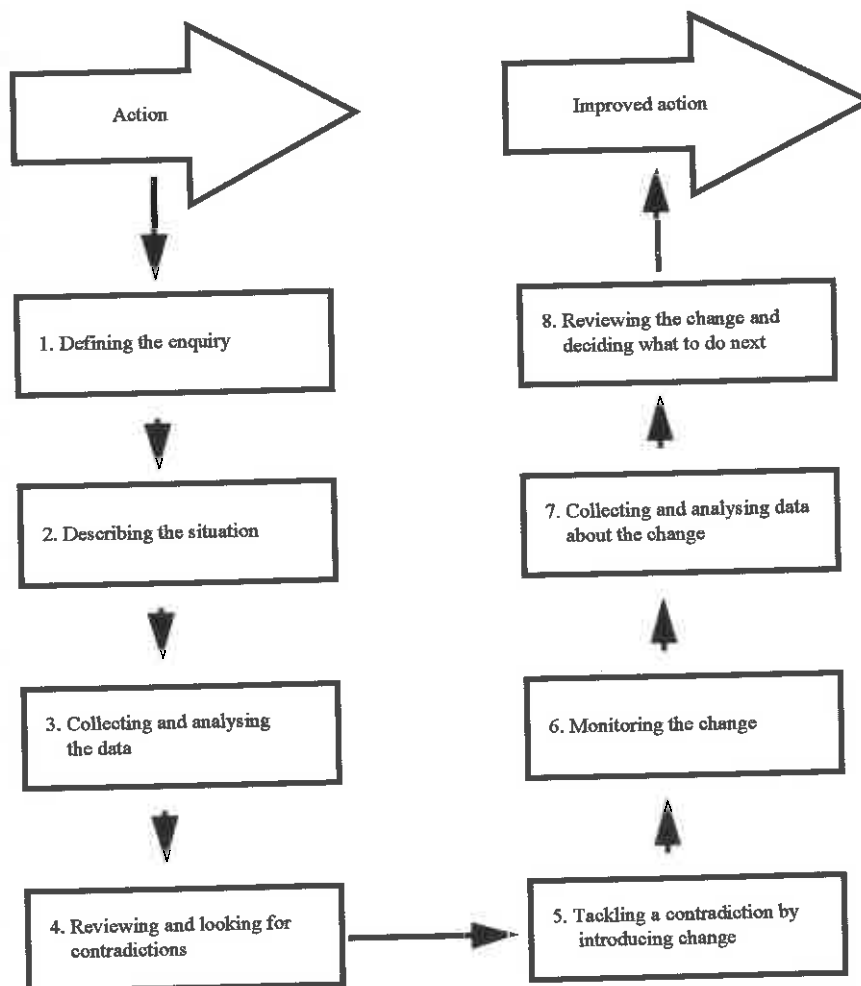 Action
Improved action
1. Defining the enquiry
2. Describing the situation
3. Collecting and analysing
the data
4. Reviewing and looking for
contradictions
5. Tackling a contradiction by
introducing change
6. Monitoring the change
7. Collecting and analysing data
about the change
8. Reviewing the change and
deciding what to do next